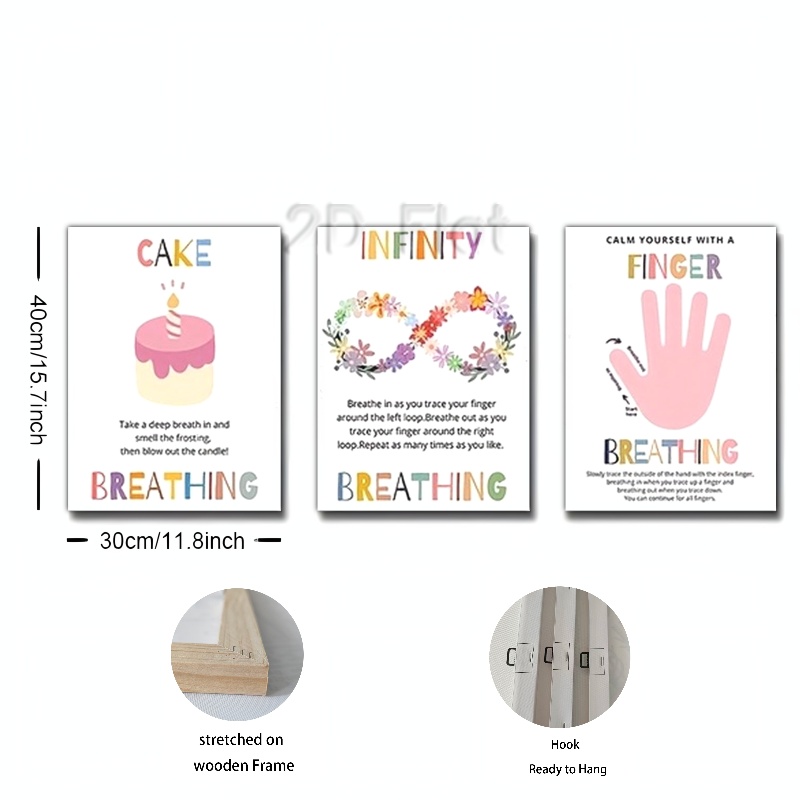 2D Flat
CAKE
Take a deep breath in and
smell the frosting,
then blow out the candle!
BREATHING
INFINITY
Breathe in as you trace your finger
around the left loop.Breathe out as you
trace your finger around the right
loop.Repeat as many times as you like.
BREATHING
CALM YOURSELF WITH A
FINGER
Start
here
BREATHING
Slowly trace the outside of the hand with the index finger,
breathing in when you trace up a finger and
breathing out when you trace down.
You can continue for all fingers.
40cm/15.7inch
30cm/11.8inch
stretched on
wooden Frame
Hook
Ready to Hang